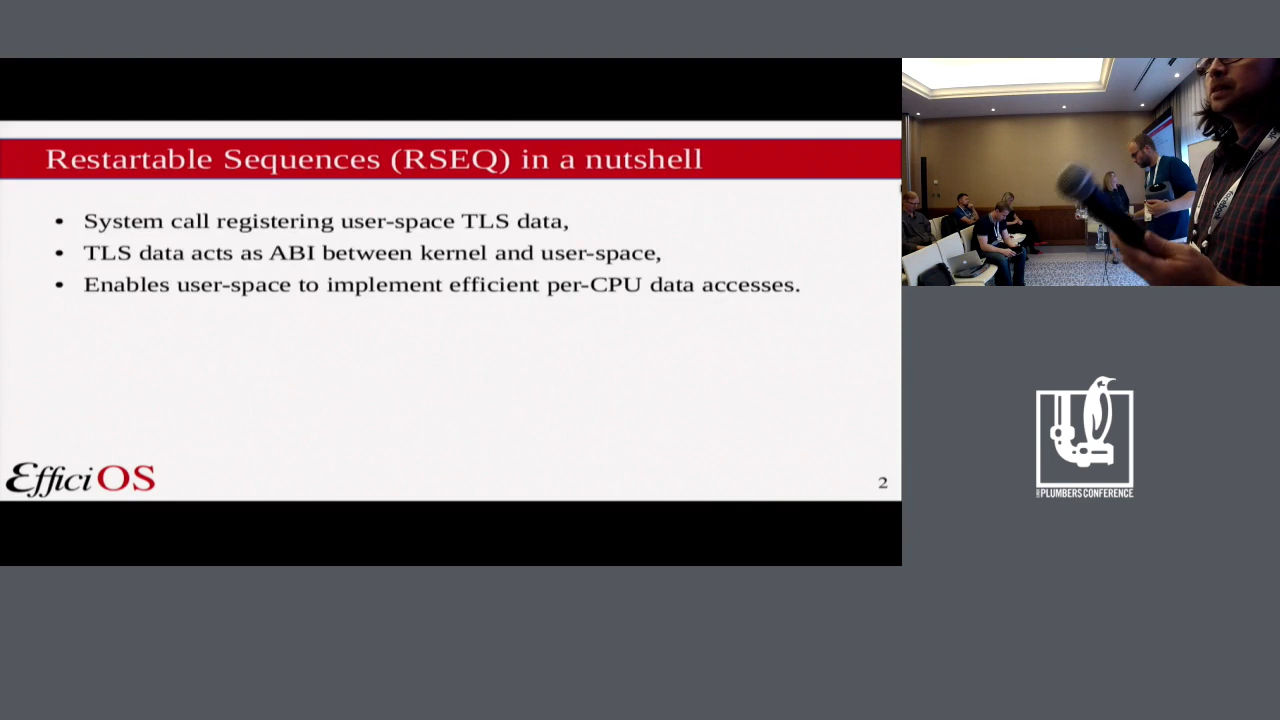 Restartable Sequences (RSEQ) in a nutshell
• System call registering user-space TLS data,
• TLS data acts as ABI between kernel and user-space,
• Enables user-space to implement efficient per-CPU data accesses.
EfficiOS
2
PLUMBERS CONFERENCE